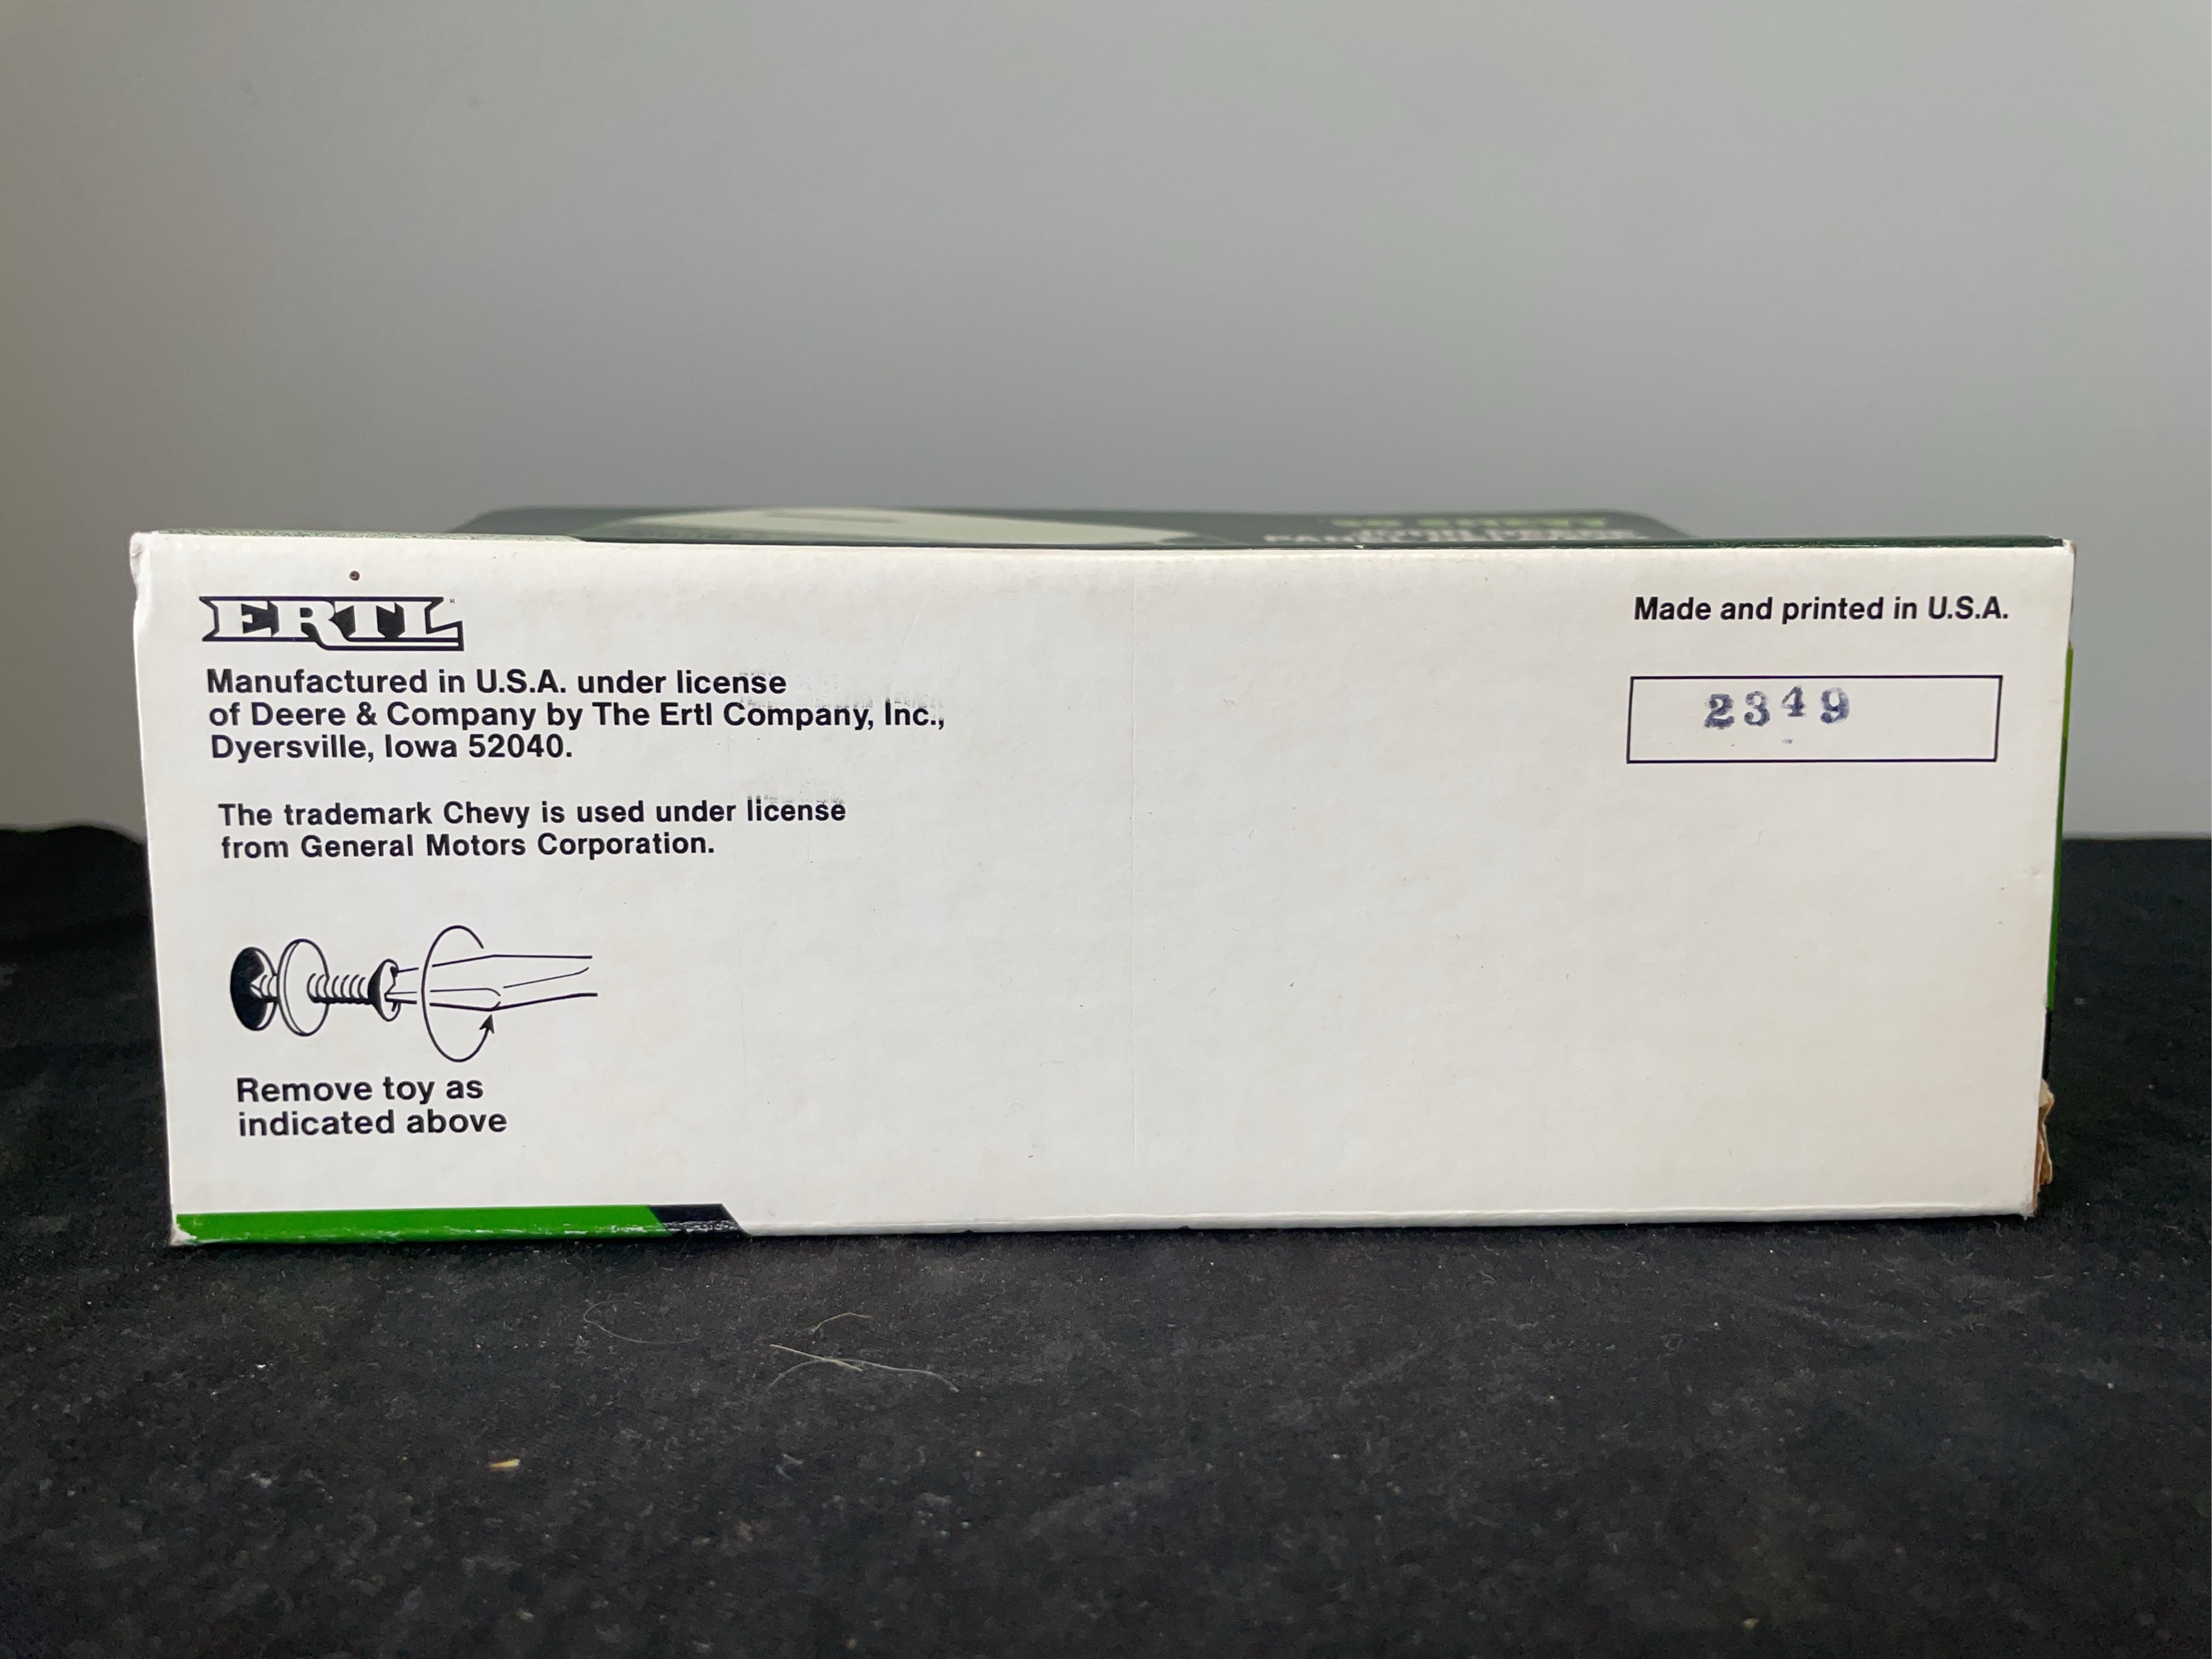 ERTL
Manufactured in U.S.A. under license
of Deere & Company by The Ertl Company, Inc.,
Dyersville, Iowa 52040.
The trademark Chevy is used under license
from General Motors Corporation.
Remove toy as
indicated above
Made and printed in U.S.A.
2349